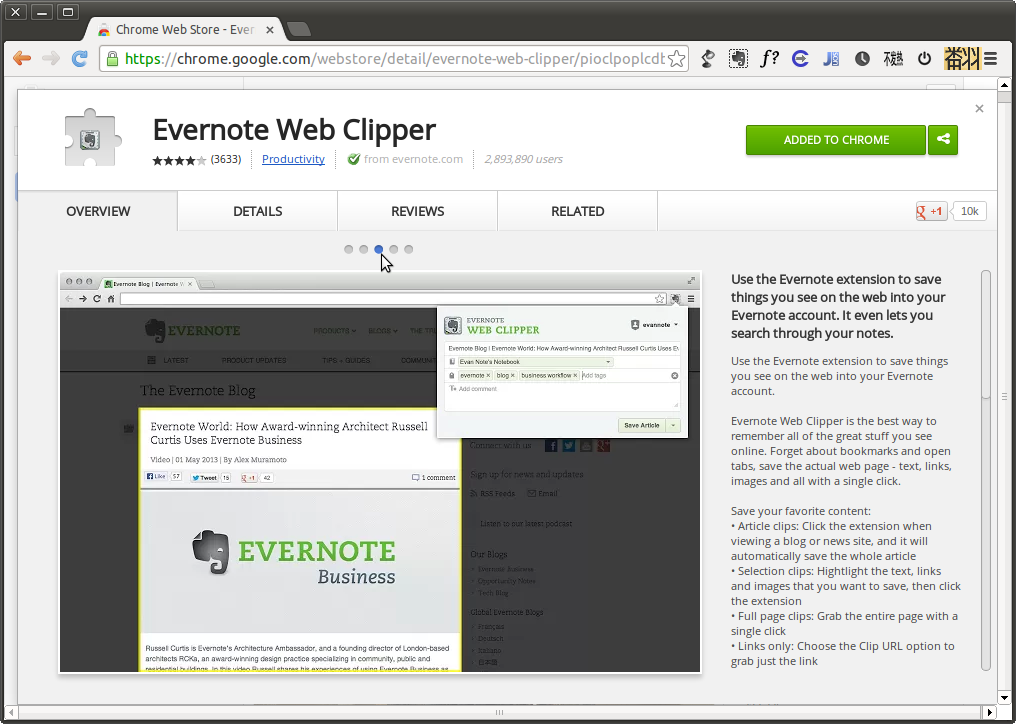 Chrome Web Store - Ever
https://chrome.google.com/webstore/detail/evernote-web-clipper/pioclpoplcdb
f?
Evernote Web Clipper
(3633)
Productivity
from evernote.com
2,893,890 users
ADDED TO CHROME
OVERVIEW
DETAILS
REVIEWS
RELATED
+1
10k
Evernote Blog | Evernote
EVERNOTE
PRODUCTS
BLOGS
THE
LATEST
PRODUCT UPDATES
TIPS + GUIDES
The Evernote Blog
EVERNOTE
WEB CLIPPER
evannote
Evernote Blog | Evernote World: How Award-winning Architect Russell Curtis Uses
Evan Note's Notebook
evernote × blog × business workflow × Add tags
Add comment
Save Article
Evernote World: How Award-winning Architect Russell
Curtis Uses Evernote Business
Video | 01 May 2013 | By Alex Muramoto
Like 57
Tweet 15
+1 42
1 comment
EVERNOTE
Business
Russell Curtis is Evernote's Architecture Ambassador, and a founding director of London-based
architects RCKa, an award-winning design practice specializing in community, public and
residential buildings. In this video Russell shares his experiences of using Evernote Business as
Connect with us
Sign up for news and updates
RSS Feeds
Email
Listen to our latest podcast
Our Blogs
Evernote Business
Opportunity Notes
Tech Blog
Global Evernote Blogs
Français
Deutsch
Italiano
日本語
Use the Evernote extension to save
things you see on the web into your
Evernote account. It even lets you
search through your notes.
Use the Evernote extension to save things
you see on the web into your Evernote
account.
Evernote Web Clipper is the best way to
remember all of the great stuff you see
online. Forget about bookmarks and open
tabs, save the actual web page - text, links,
images and all with a single click.
Save your favorite content:
• Article clips: Click the extension when
viewing a blog or news site, and it will
automatically save the whole article
• Selection clips: Hightlight the text, links
and images that you want to save, then click
the extension
• Full page clips: Grab the entire page with a
single click
• Links only: Choose the Clip URL option to
grab just the link